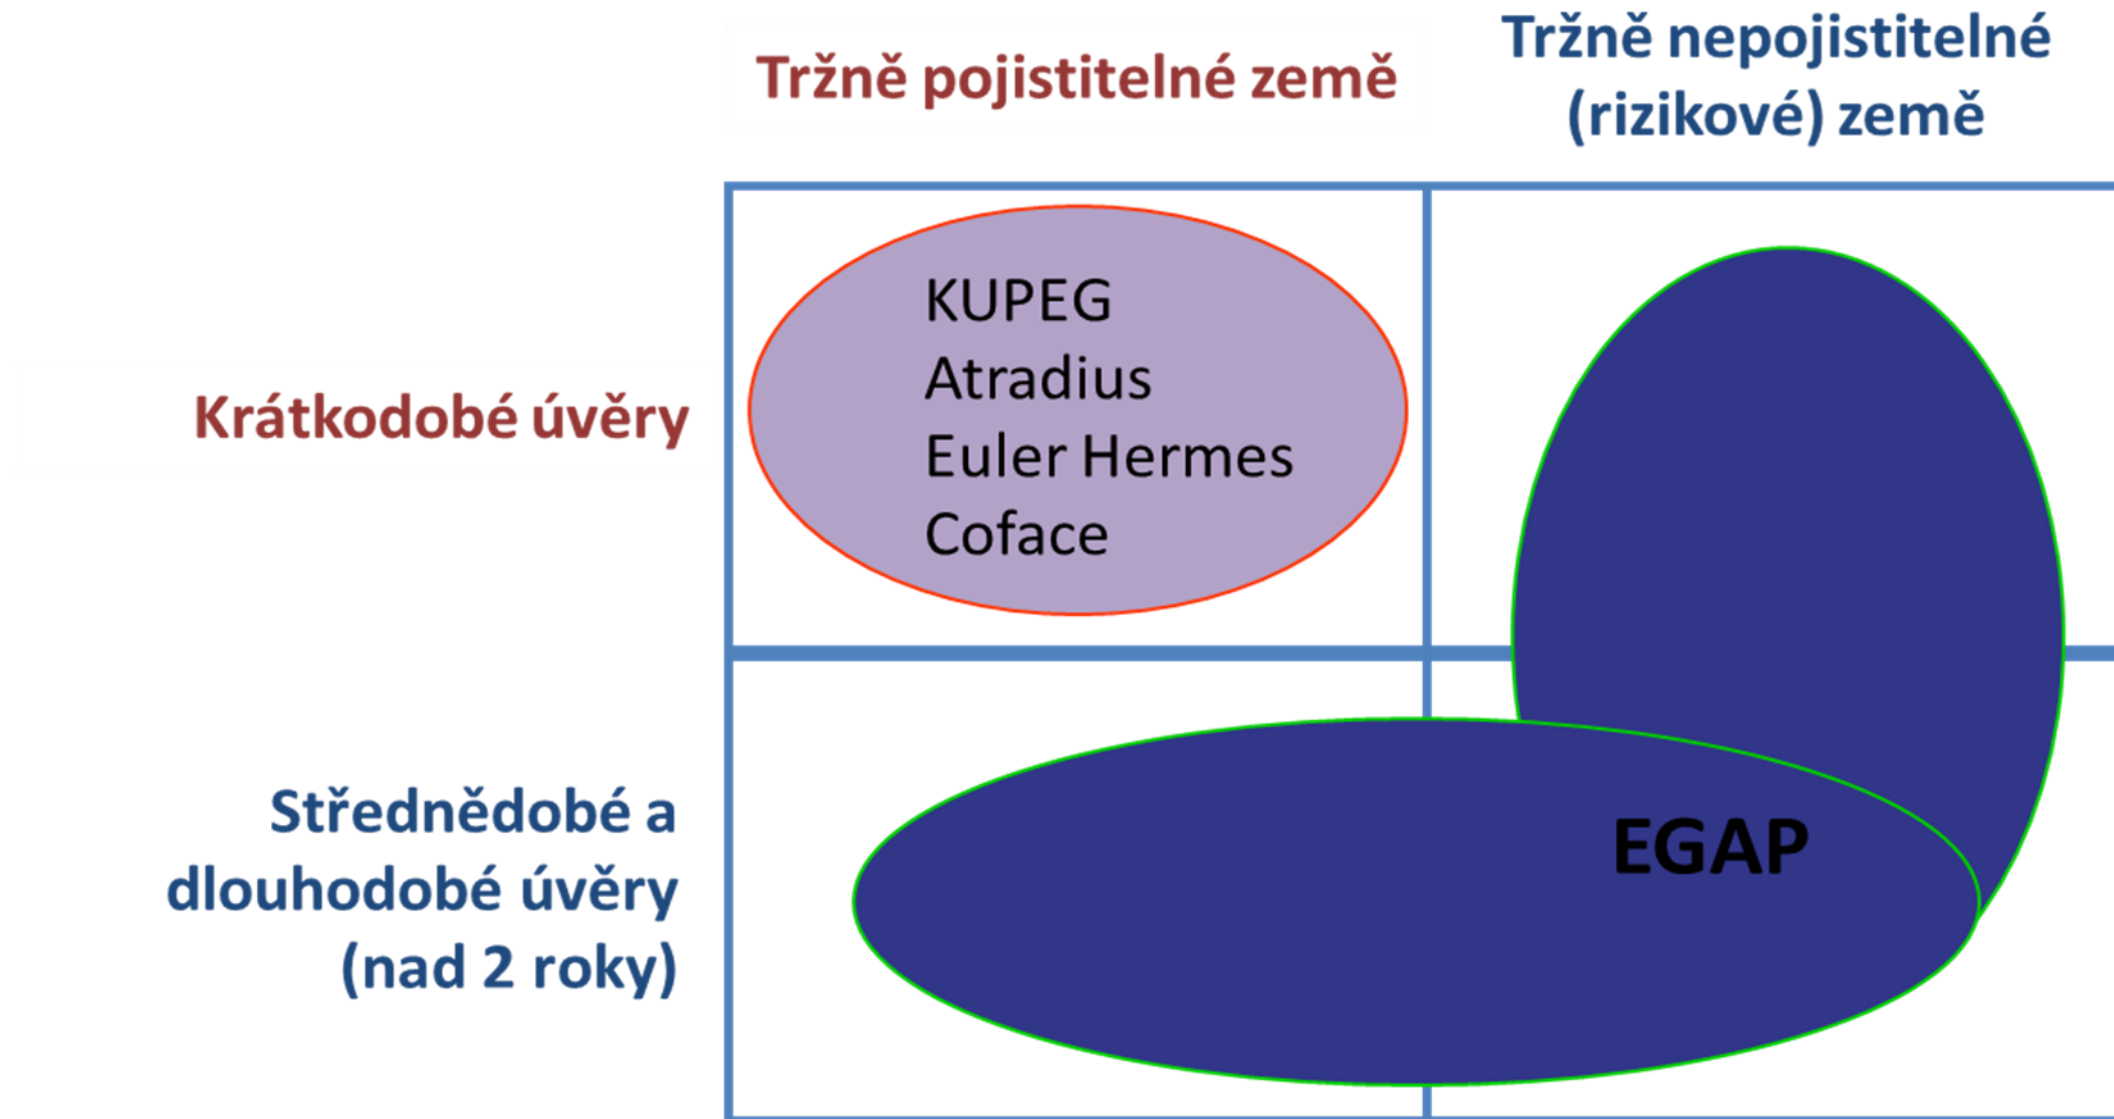 Tržně pojistitelné země
Tržně nepojistitelné
(rizikové) země
Krátkodobé úvěry
KUPEG
Atradius
Euler Hermes
Coface
Střednědobé a
dlouhodobé úvěry
(nad 2 roky)
EGAP